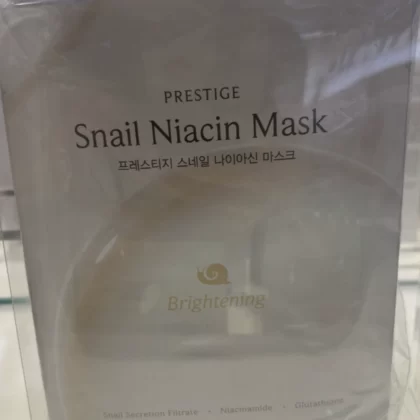 PRESTIGE
Snail Niacin Mask
프레스티지 스네일 나이아신 마스크
Brightening
Snail Secretion Filtrate • Niacinamide • Glutathione